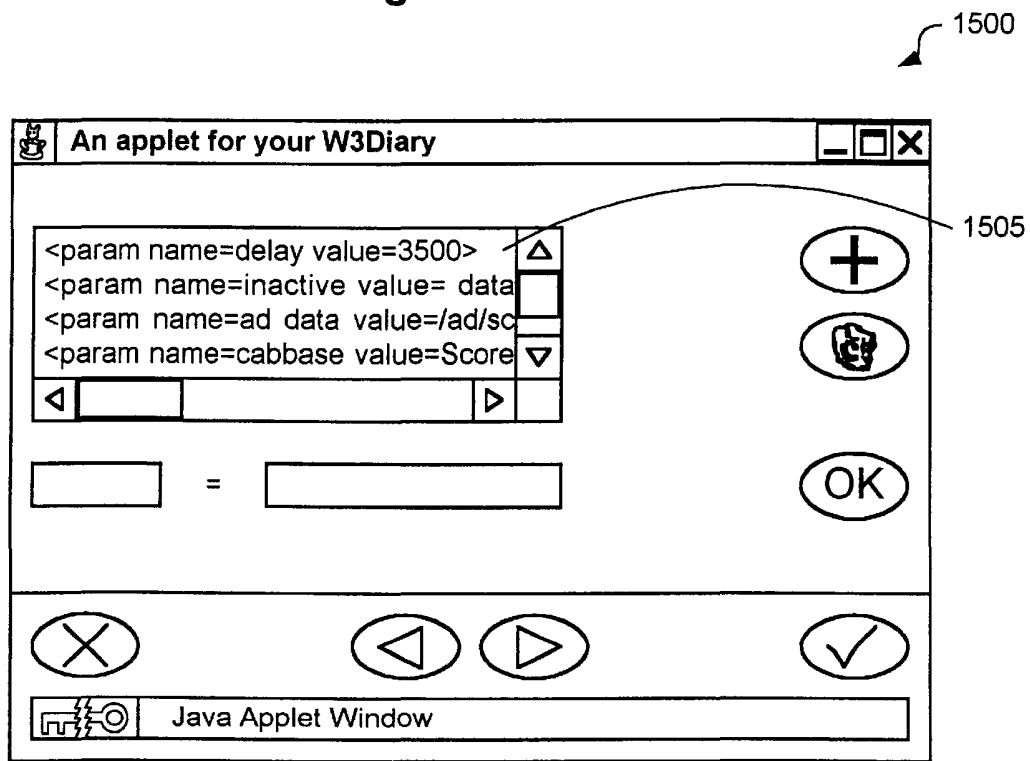 1500
An applet for your W3Diary
<param name=delay value=3500>
1505
<param name=inactive value= data
<param name=ad data value=/ad/sc
<param name=cabbase value=Score
=
OK
Java Applet Window